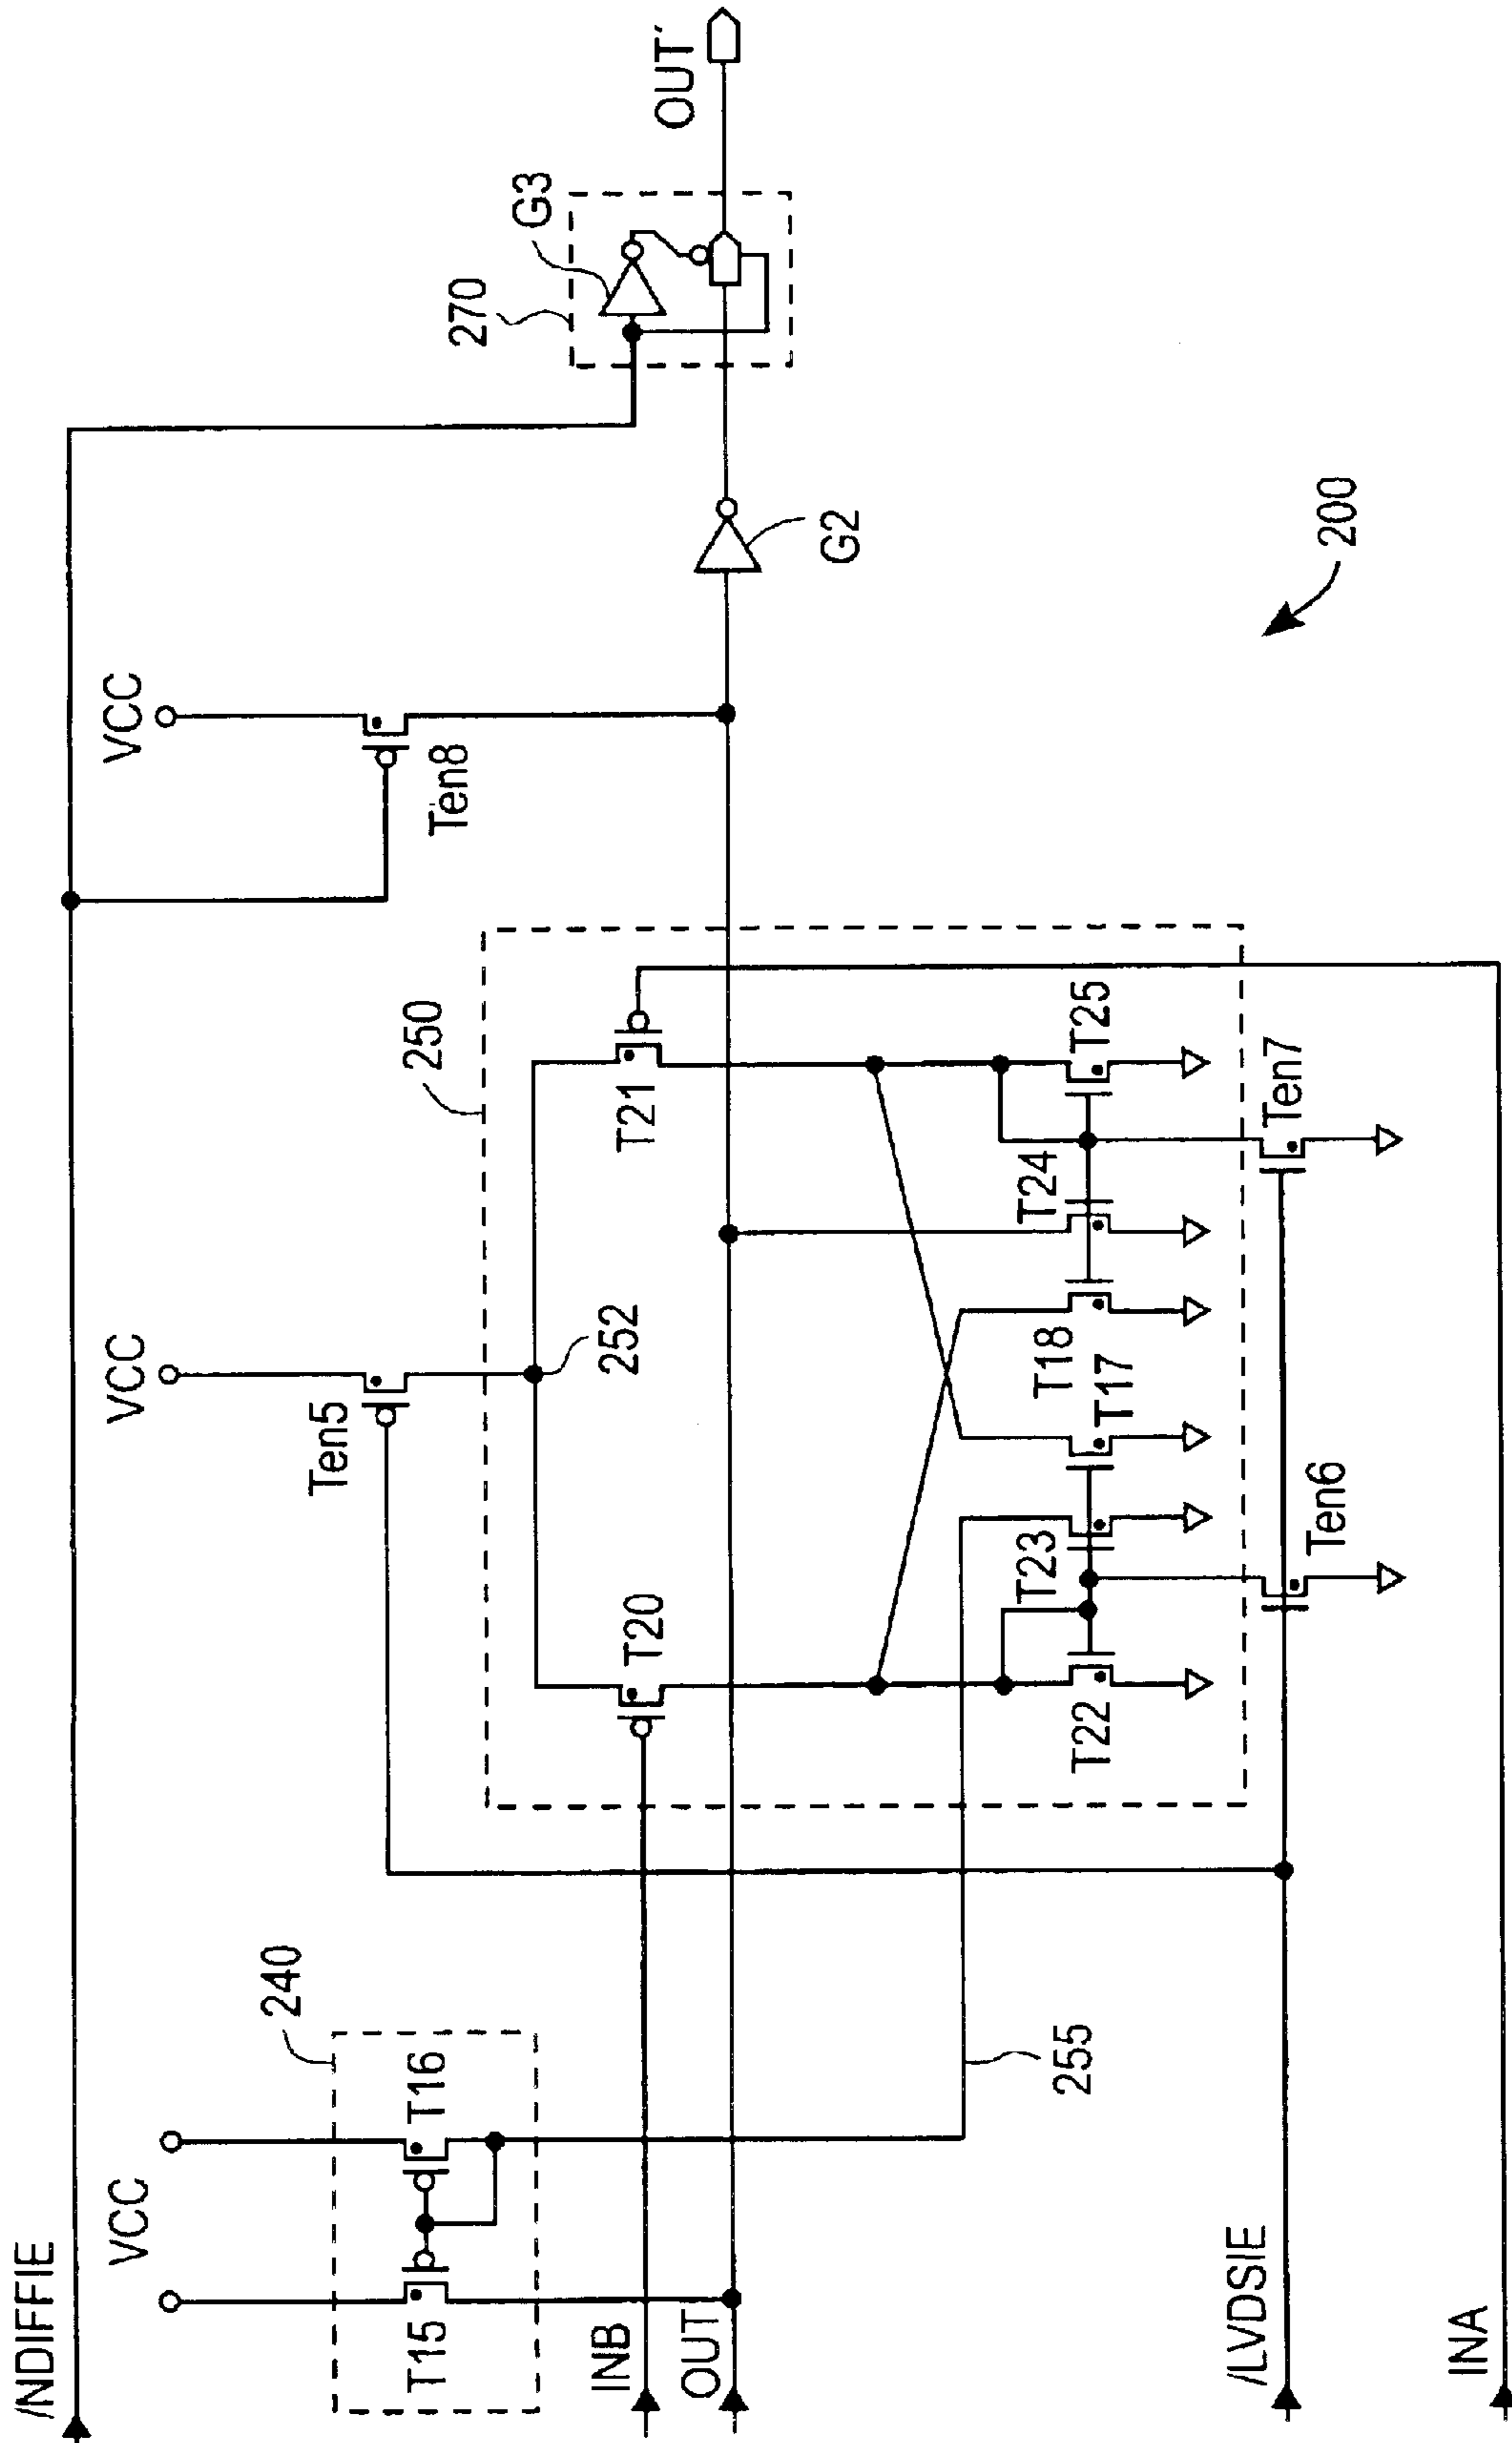 /NDIFFIE
VCC
240
T15
T16
INB
OUT
255
/LVDSIE
INA
VCC
Ten5
250
252
T20
T21
T22
T23
T17
T18
T24
T25
Ten6
Ten7
VCC
Ten8
G2
270
G3
OUT′
200